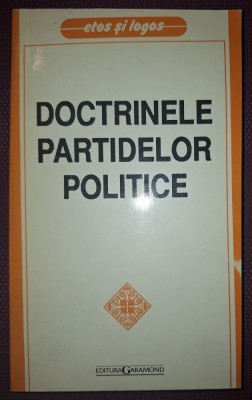 etos și logos
DOCTRINELE
PARTIDELOR
POLITICE
EDITURA GARAMOND